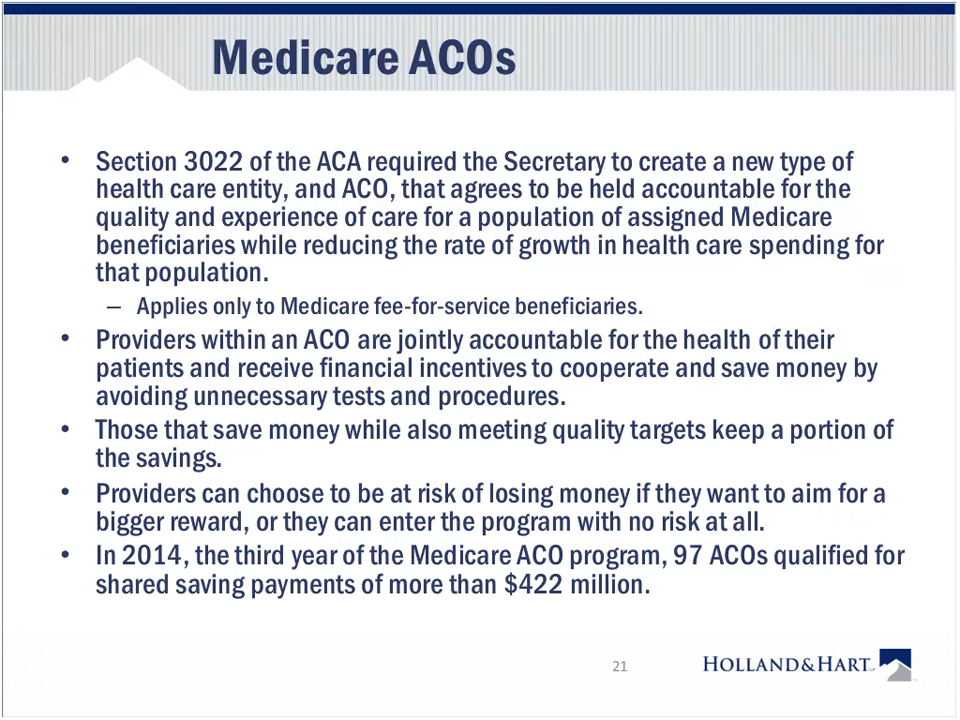 Medicare ACOs
• Section 3022 of the ACA required the Secretary to create a new type of
health care entity, and ACO, that agrees to be held accountable for the
quality and experience of care for a population of assigned Medicare
beneficiaries while reducing the rate of growth in health care spending for
that population.
– Applies only to Medicare fee-for-service beneficiaries.
• Providers within an ACO are jointly accountable for the health of their
patients and receive financial incentives to cooperate and save money by
avoiding unnecessary tests and procedures.
• Those that save money while also meeting quality targets keep a portion of
the savings.
• Providers can choose to be at risk of losing money if they want to aim for a
bigger reward, or they can enter the program with no risk at all.
• In 2014, the third year of the Medicare ACO program, 97 ACOs qualified for
shared saving payments of more than $422 million.
21
HOLLAND&HART